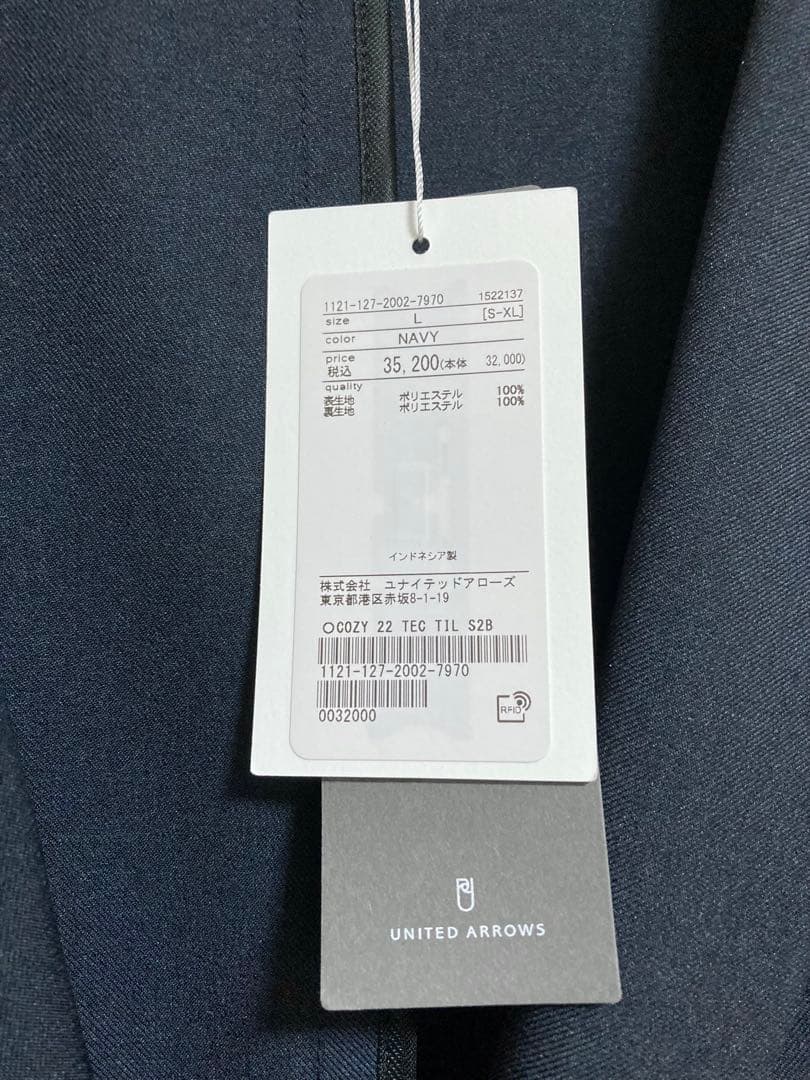 1121-127-2002-7970 1522137
size L [S-XL]
color NAVY
price
税込 35,200(本体 32,000)
quality
表生地 ポリエステル 100%
裏生地 ポリエステル 100%
インドネシア製
株式会社 ユナイテッドアローズ
東京都港区赤坂8-1-19
○COZY 22 TEC TIL S2B
1121-127-2002-7970
0032000
RFID
UNITED ARROWS